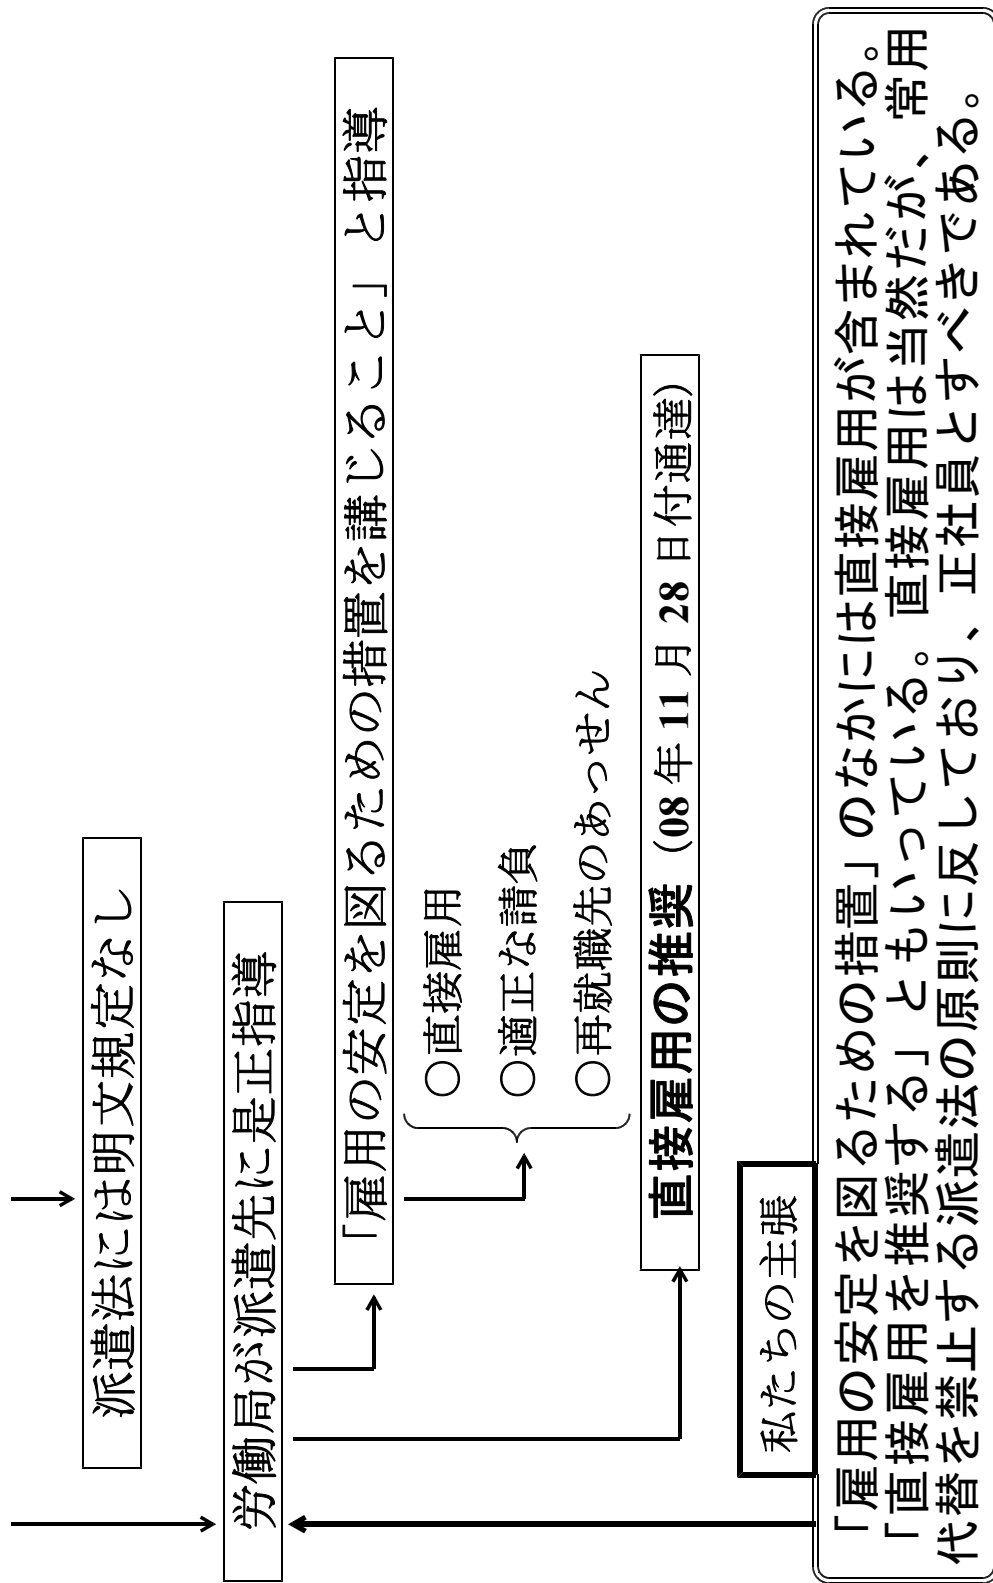 派遣法には明文規定なし
労働局が派遣先に是正指導
「雇用の安定を図るための措置を講じること」と指導
○直接雇用
○適正な請負
○再就職先のあっせん
直接雇用の推奨（08年11月28日付通達）
私たちの主張
「雇用の安定を図るための措置」のなかには直接雇用が含まれている。
「直接雇用を推奨する」ともいっている。直接雇用は当然だが、常用
代替を禁止する派遣法の原則に反しており、正社員とすべきである。